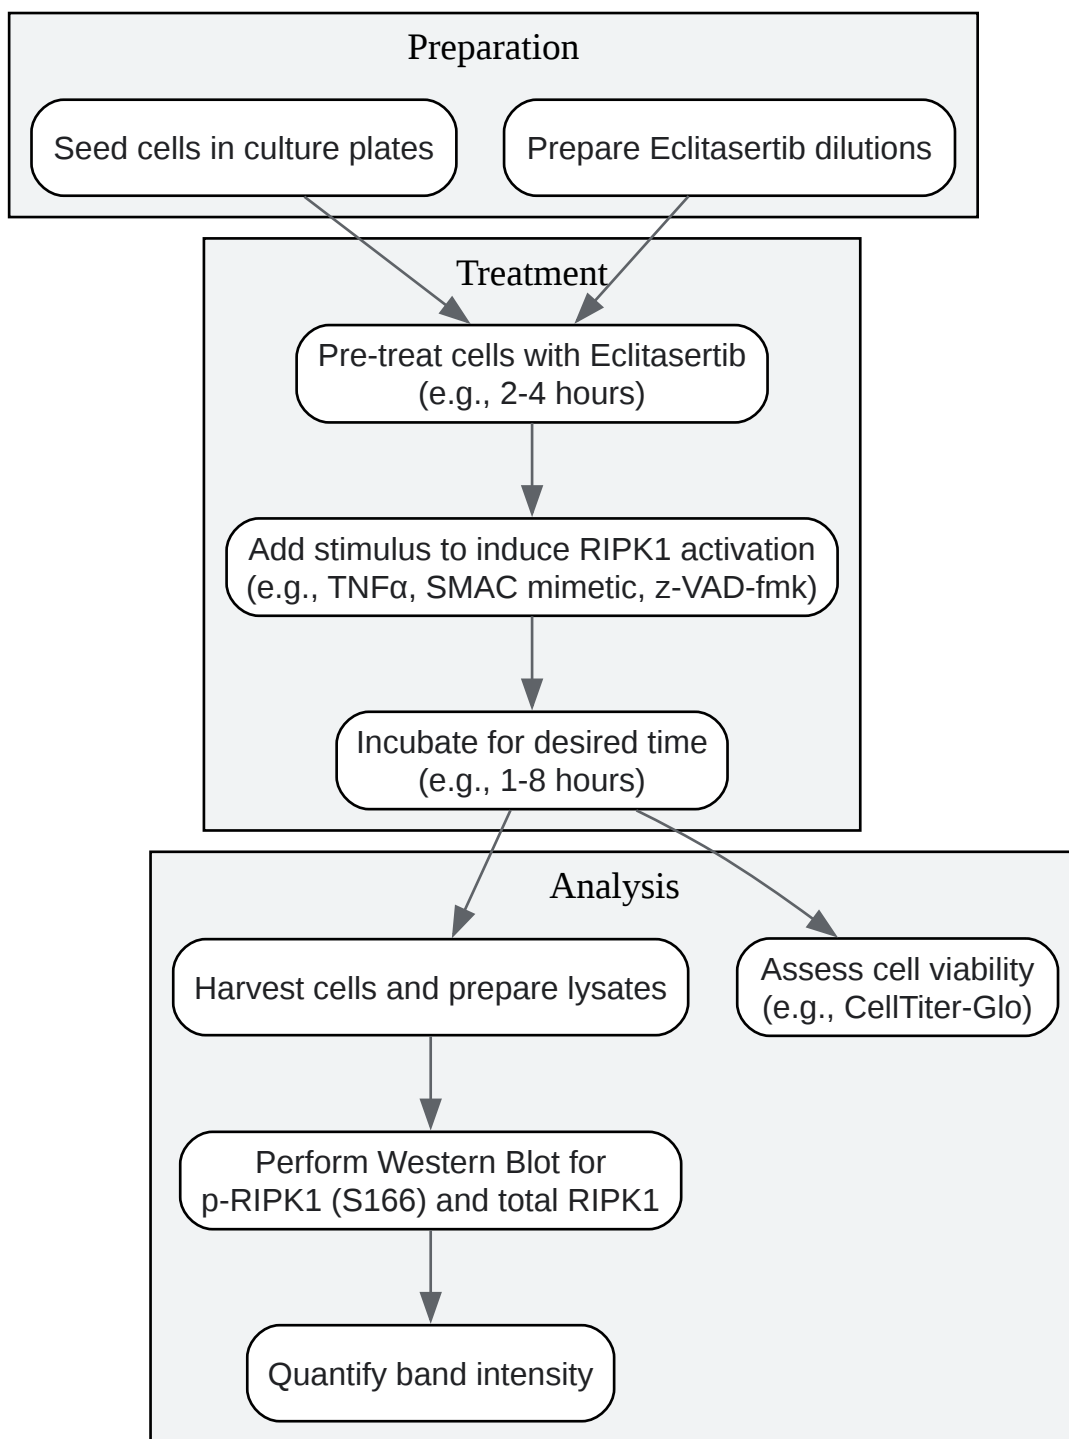 Preparation
Seed cells in culture plates
Prepare Eclitasertib dilutions
Treatment
Pre-treat cells with Eclitasertib
(e.g., 2-4 hours)
Add stimulus to induce RIPK1 activation
(e.g., TNFα, SMAC mimetic, z-VAD-fmk)
Incubate for desired time
(e.g., 1-8 hours)
Analysis
Harvest cells and prepare lysates
Assess cell viability
(e.g., CellTiter-Glo)
Perform Western Blot for
p-RIPK1 (S166) and total RIPK1
Quantify band intensity